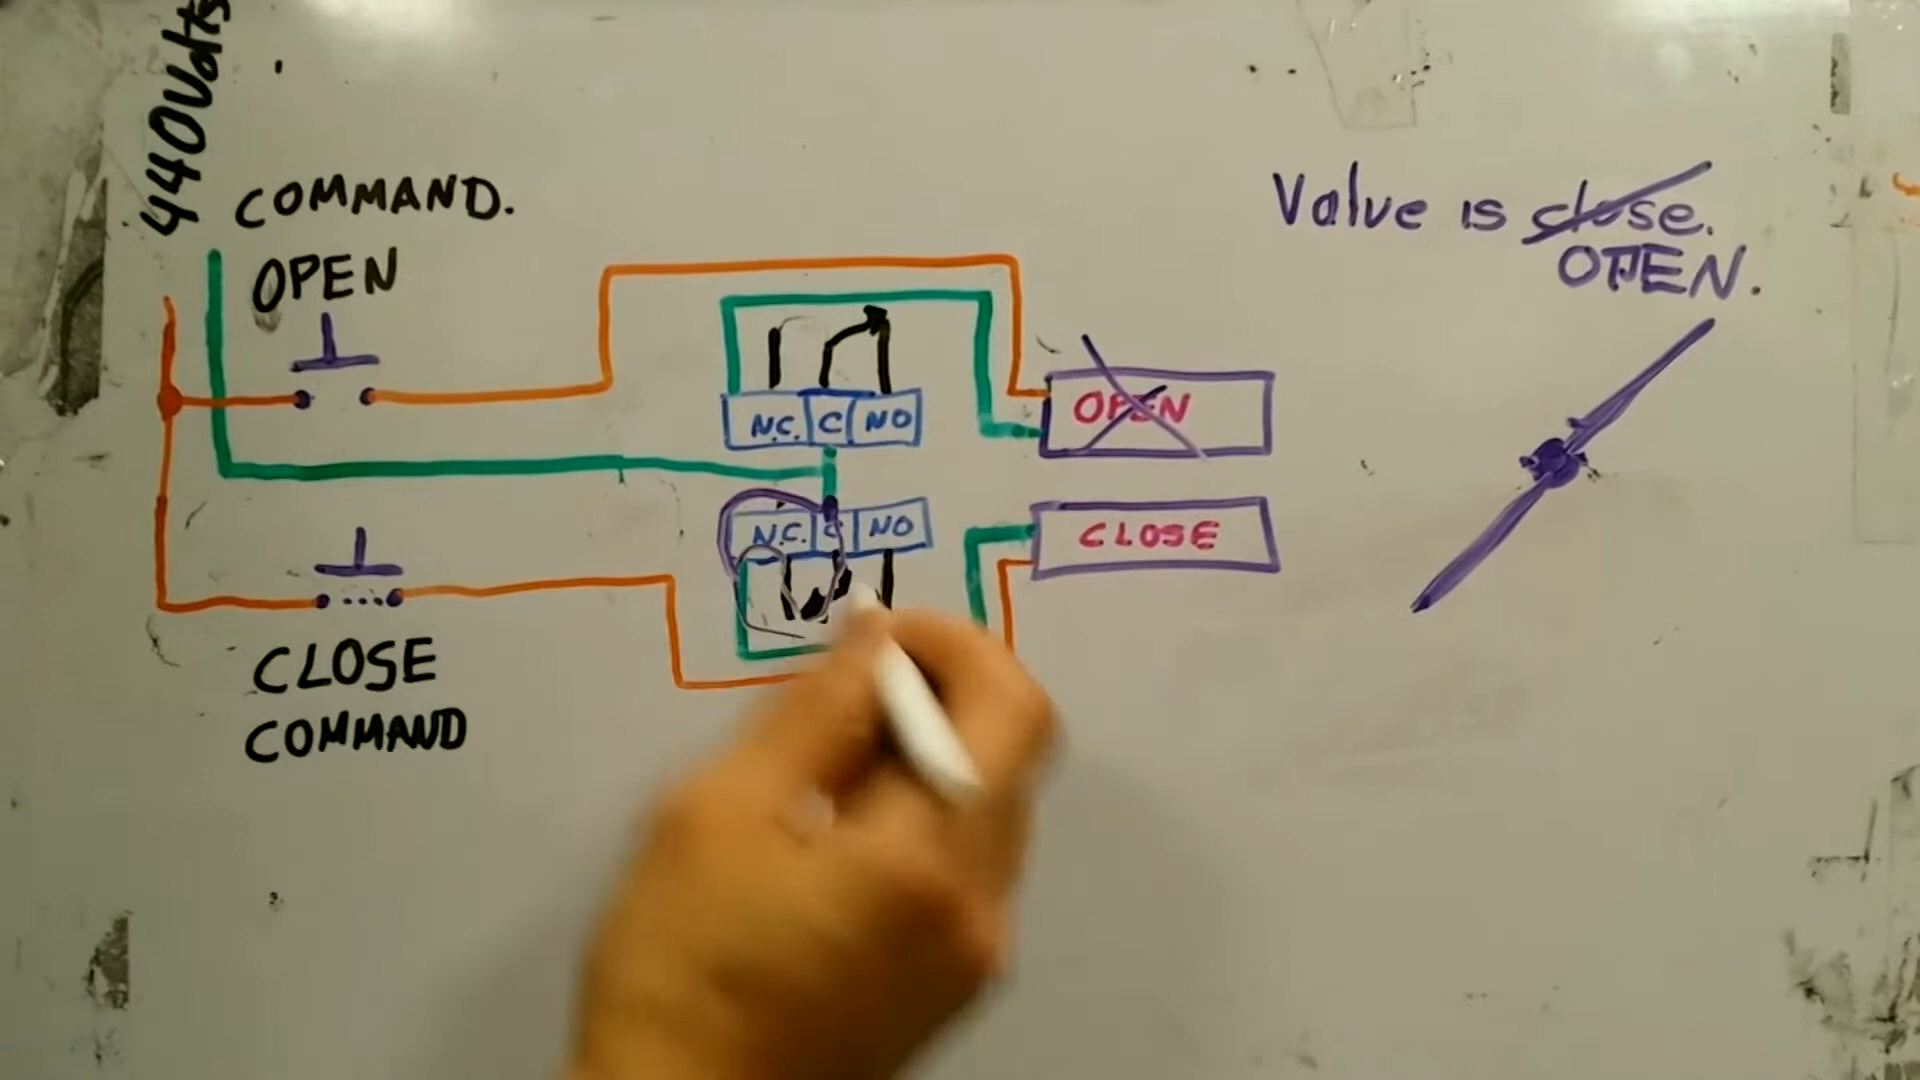 440Volts
COMMAND.
OPEN
Valve is close.
OPEN.
N.C. C NO
OPEN
N.C. C NO
CLOSE
CLOSE
COMMAND